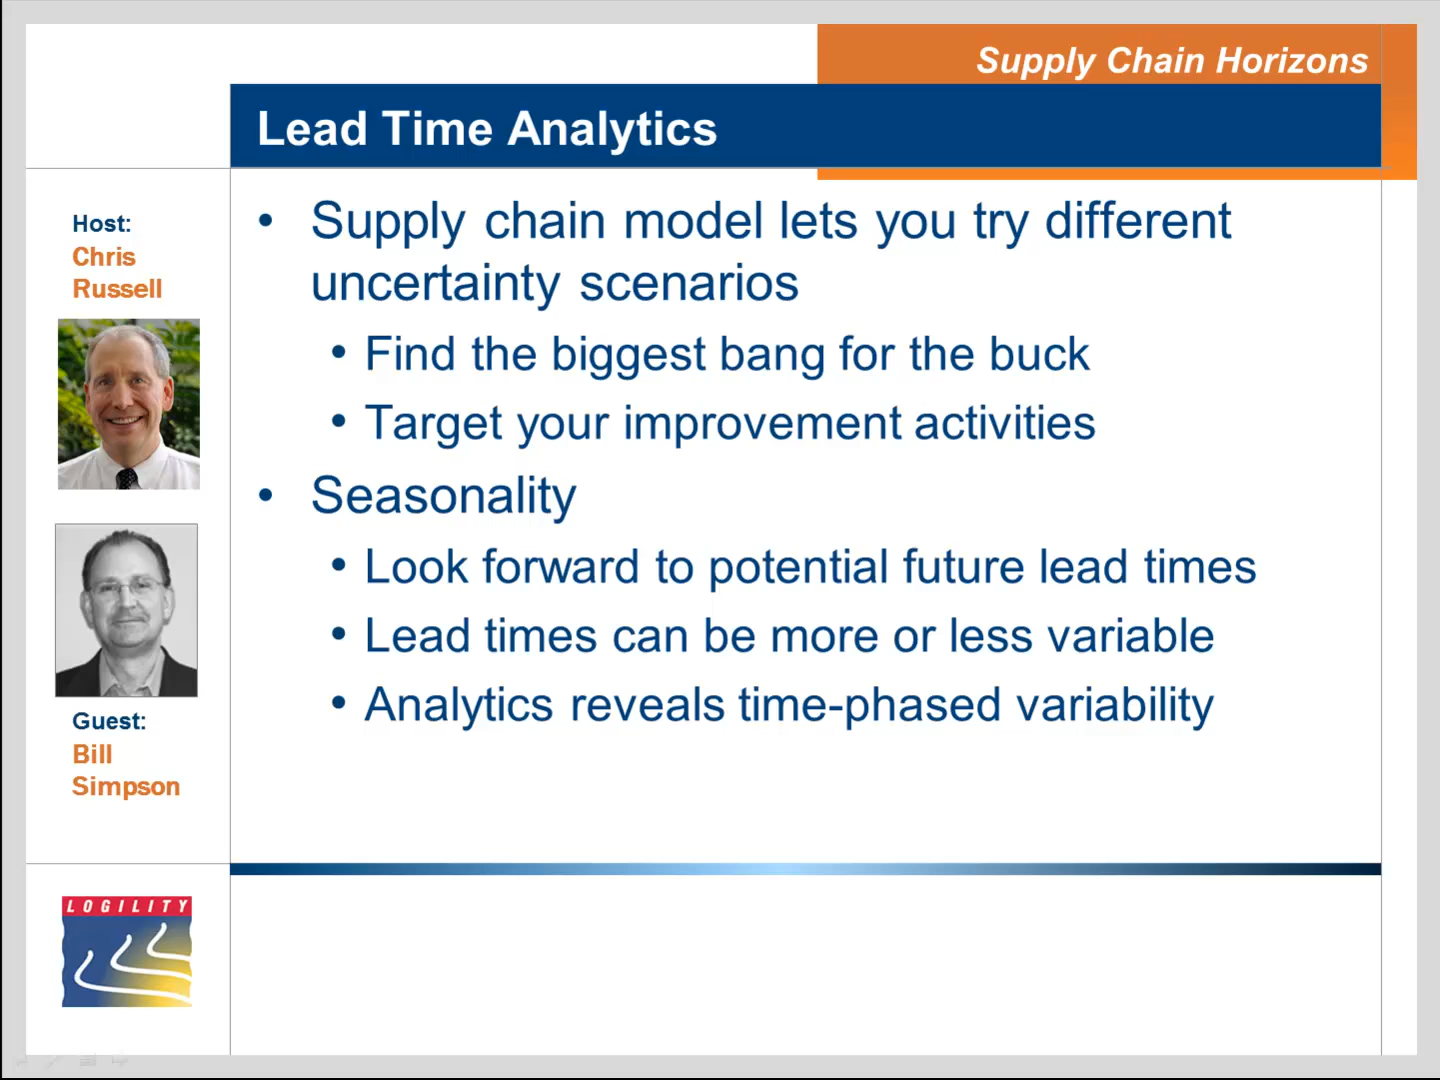 Supply Chain Horizons
Lead Time Analytics
Host:
Chris
Russell
Guest:
Bill
Simpson
LOGILITY
• Supply chain model lets you try different
uncertainty scenarios
• Find the biggest bang for the buck
• Target your improvement activities
• Seasonality
• Look forward to potential future lead times
• Lead times can be more or less variable
• Analytics reveals time-phased variability